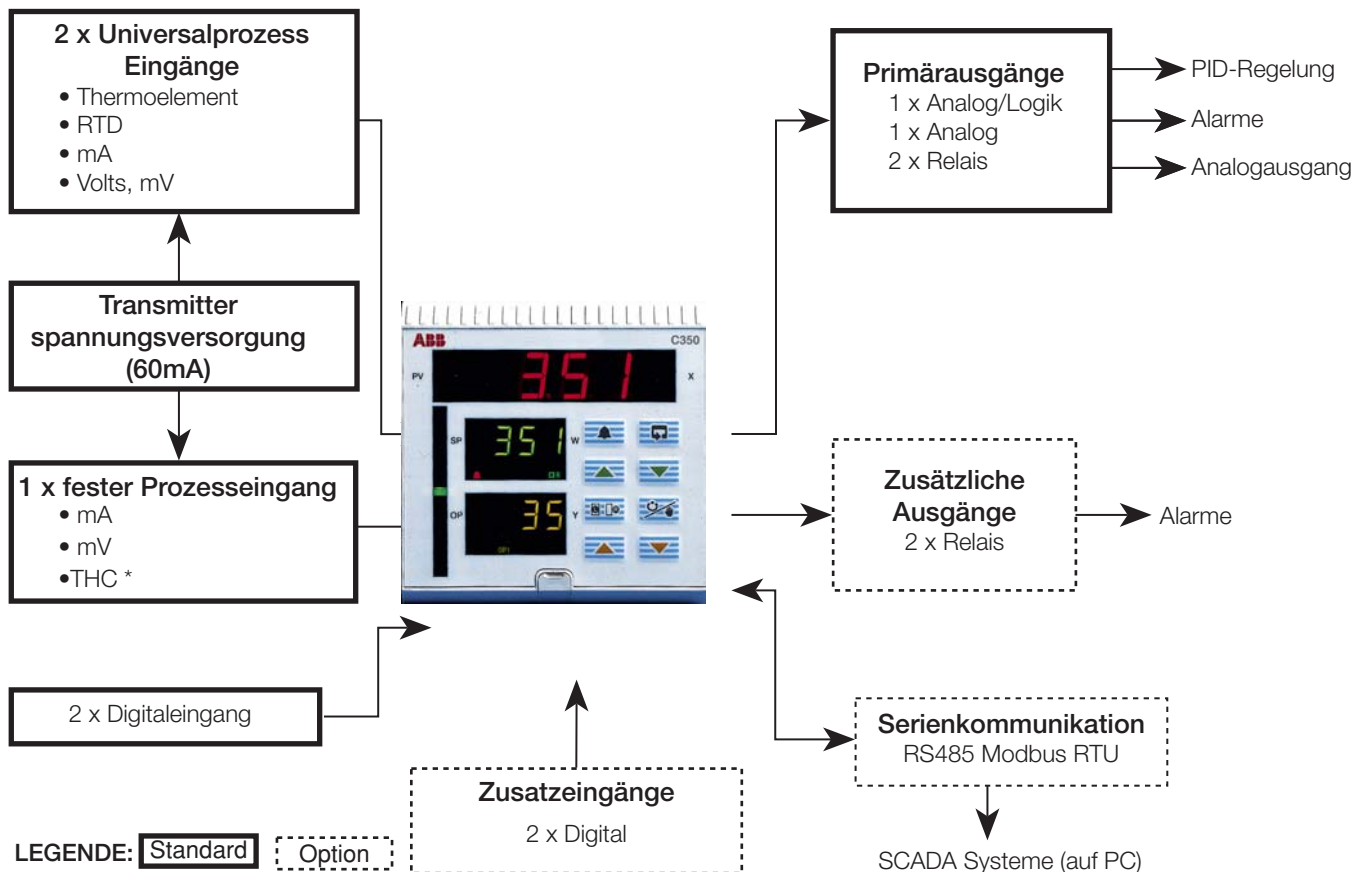 2 x Universalprozess
Eingänge
• Thermoelement
• RTD
• mA
• Volts, mV
Transmitter
spannungsversorgung
(60mA)
1 x fester Prozesseingang
• mA
• mV
•THC *
2 x Digitaleingang
ABB
C350
PV
351
X
SP
351
W
OP
35
Y
OP1
Primärausgänge
1 x Analog/Logik
1 x Analog
2 x Relais
PID-Regelung
Alarme
Analogausgang
Zusätzliche
Ausgänge
2 x Relais
Alarme
Serienkommunikation
RS485 Modbus RTU
SCADA Systeme (auf PC)
Zusatzeingänge
2 x Digital
LEGENDE: Standard Option